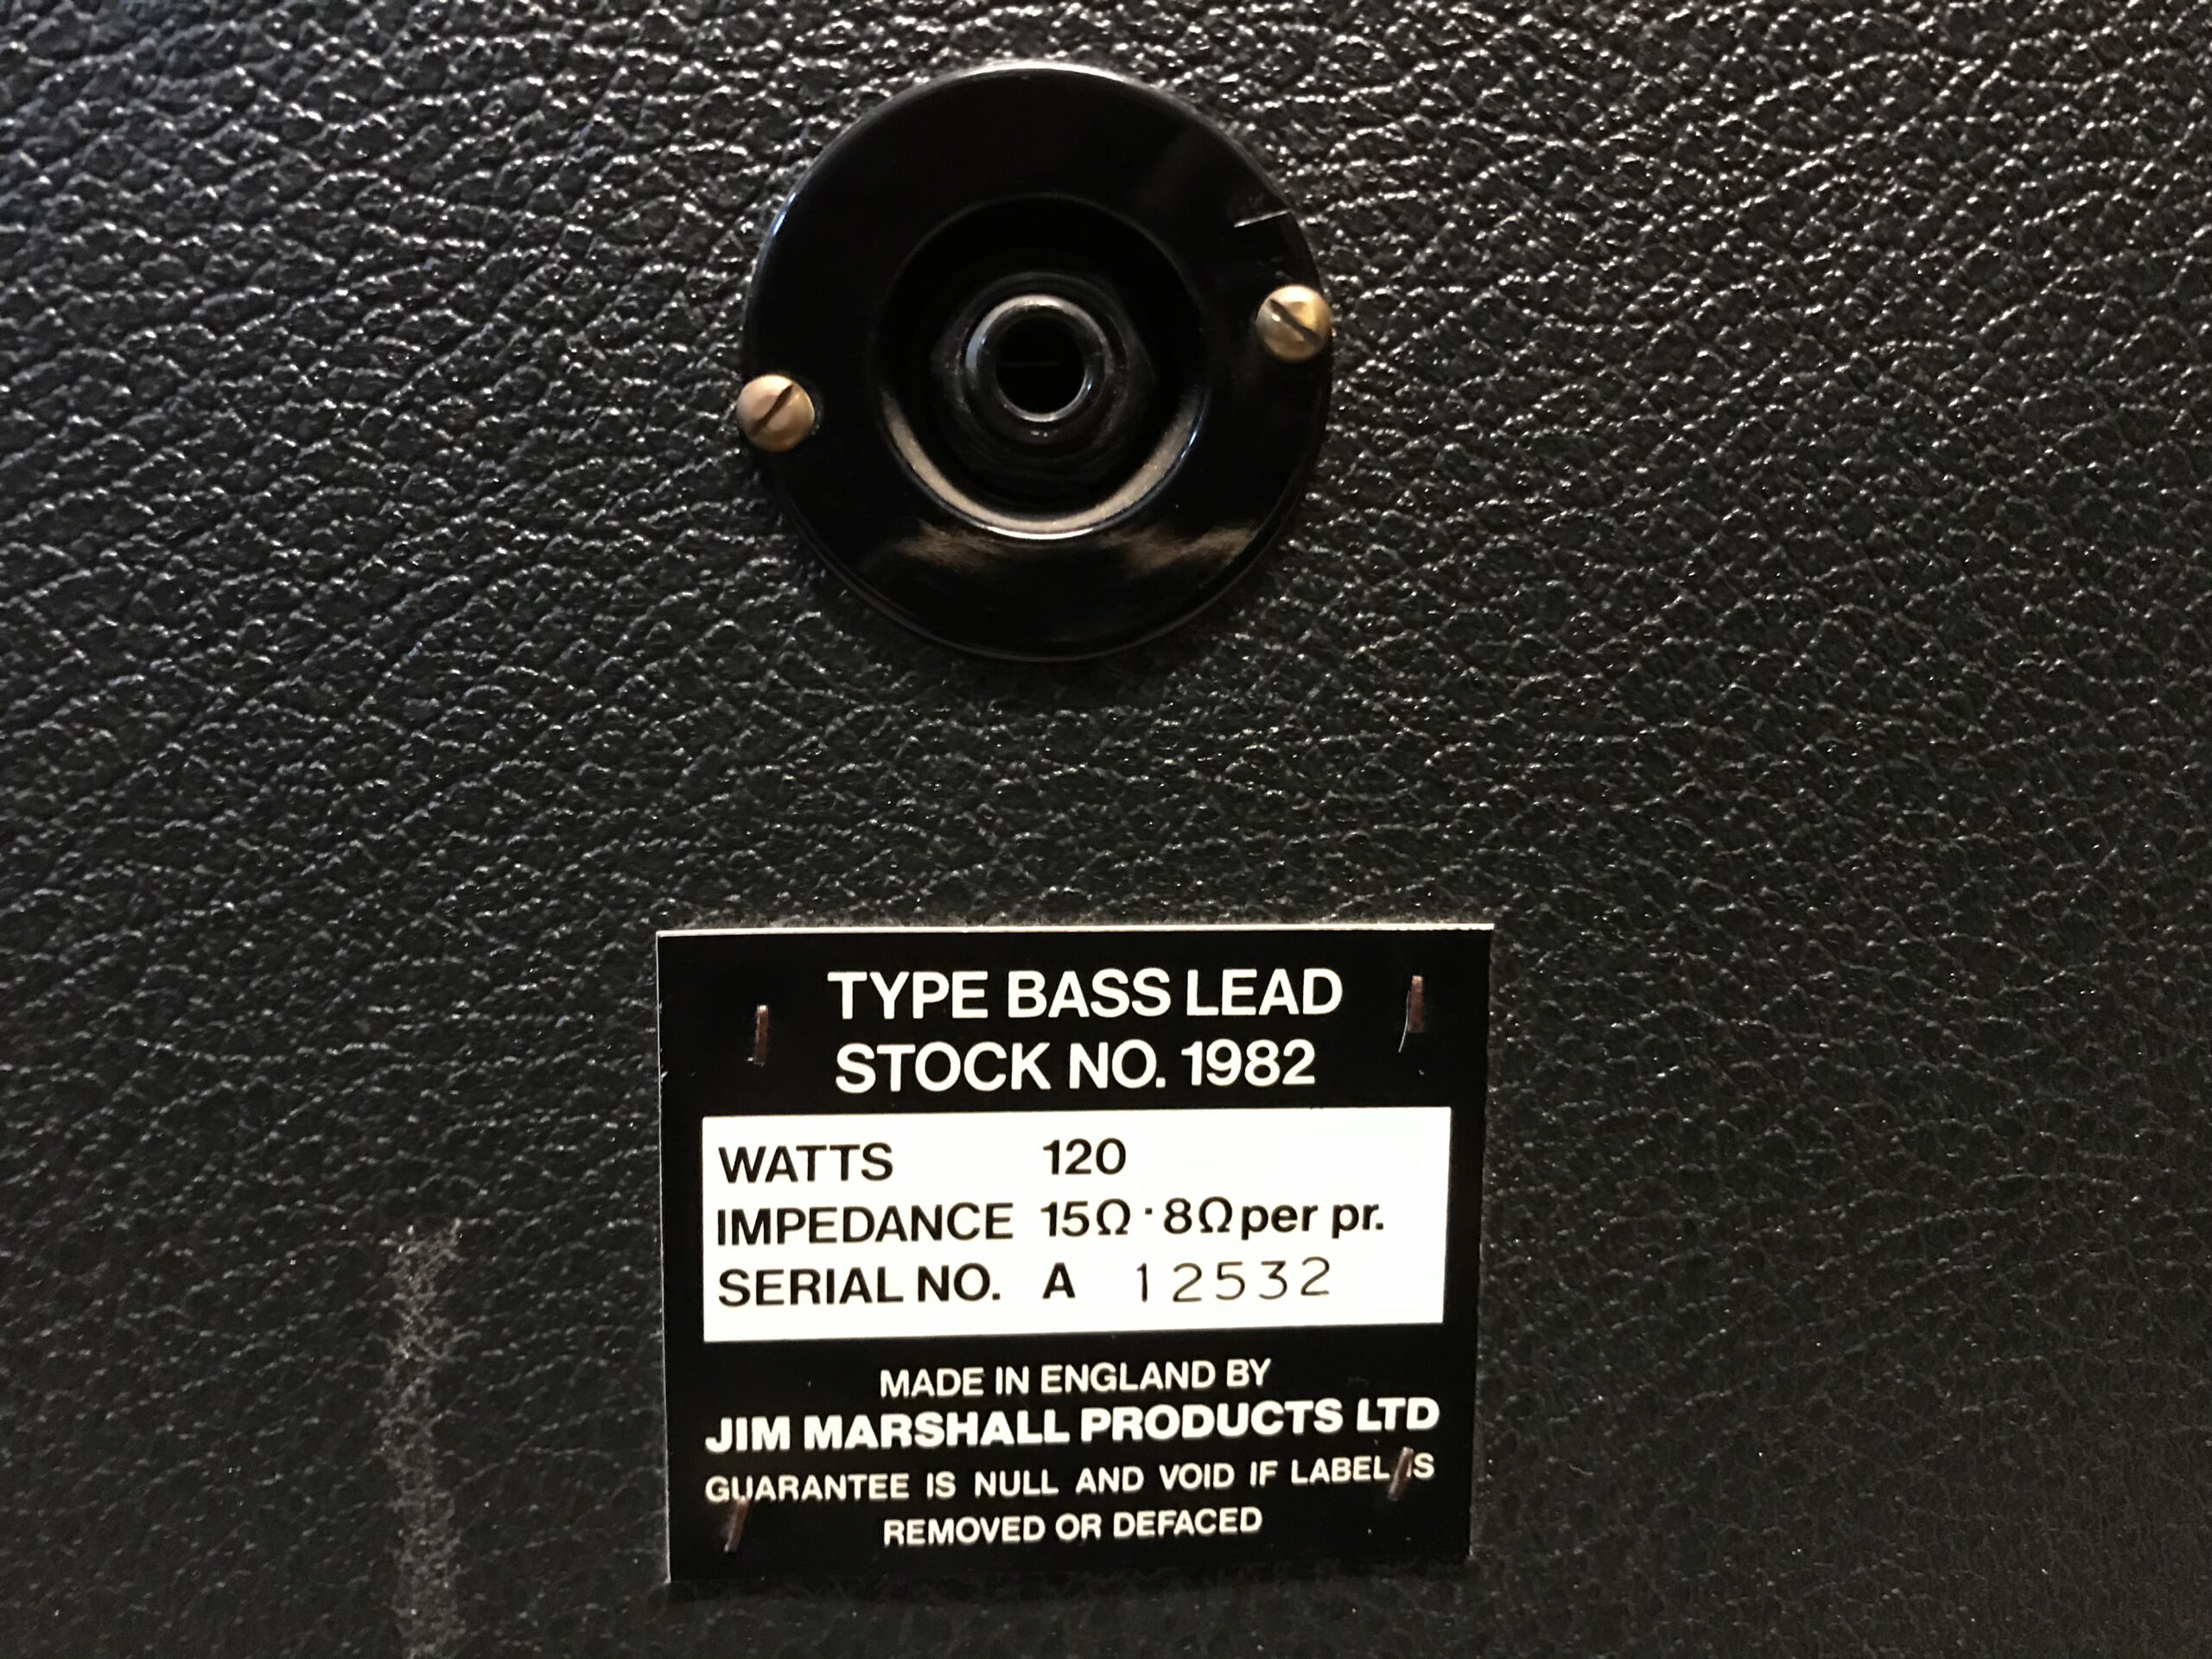 TYPE BASS LEAD
STOCK NO. 1982
WATTS 120
IMPEDANCE 15Ω·8Ω per pr.
SERIAL NO. A 12532
MADE IN ENGLAND BY
JIM MARSHALL PRODUCTS LTD
GUARANTEE IS NULL AND VOID IF LABEL IS
REMOVED OR DEFACED